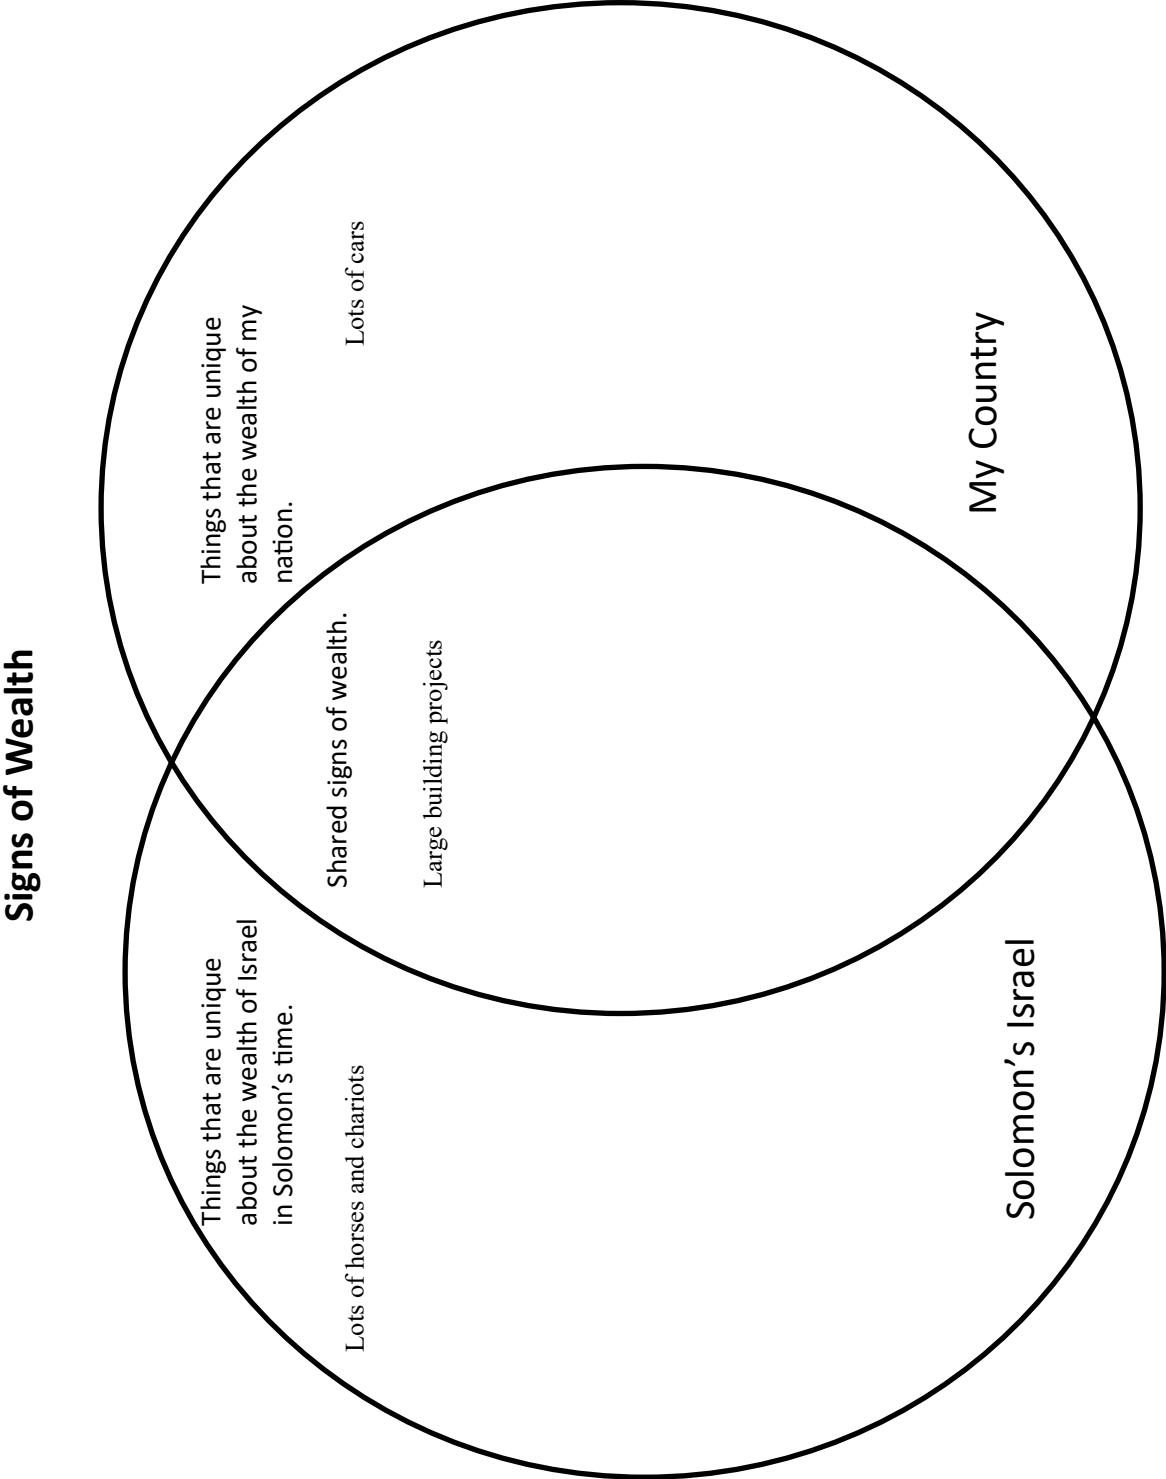 Signs of Wealth
Things that are unique
about the wealth of Israel
in Solomon’s time.
Lots of horses and chariots
Shared signs of wealth.
Large building projects
Things that are unique
about the wealth of my
nation.
Lots of cars
Solomon’s Israel
My Country